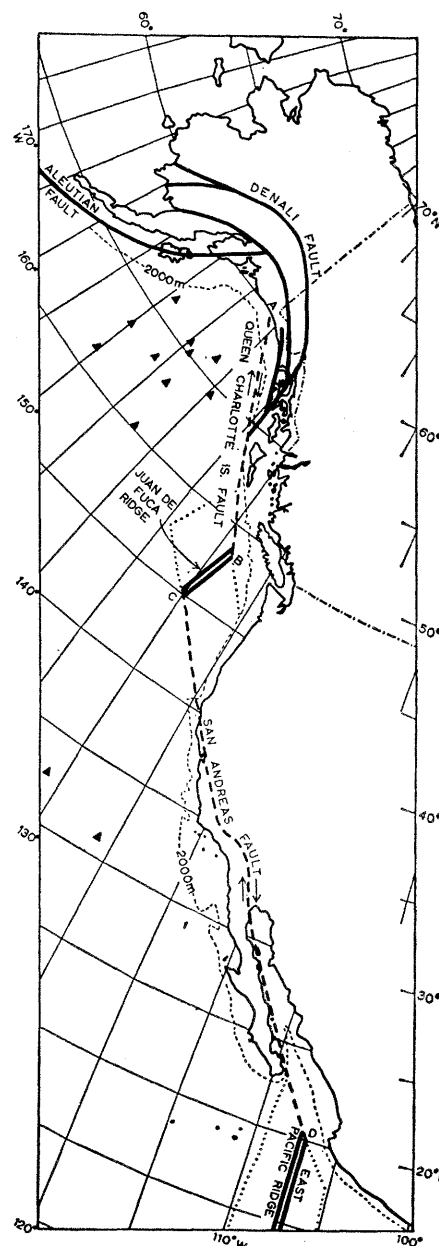 60°
70°
170°
W
ALEUTIAN
FAULT
DENALI
FAULT
70°N
160°
2000m
A
QUEEN CHARLOTTE IS. FAULT
150°
60°
JUAN DE
FUCA
RIDGE
B
C
140°
50°
SAN ANDREAS
FAULT
40°
130°
2000m
30°
D
EAST
PACIFIC RIDGE
20°
120°
110°W
100°